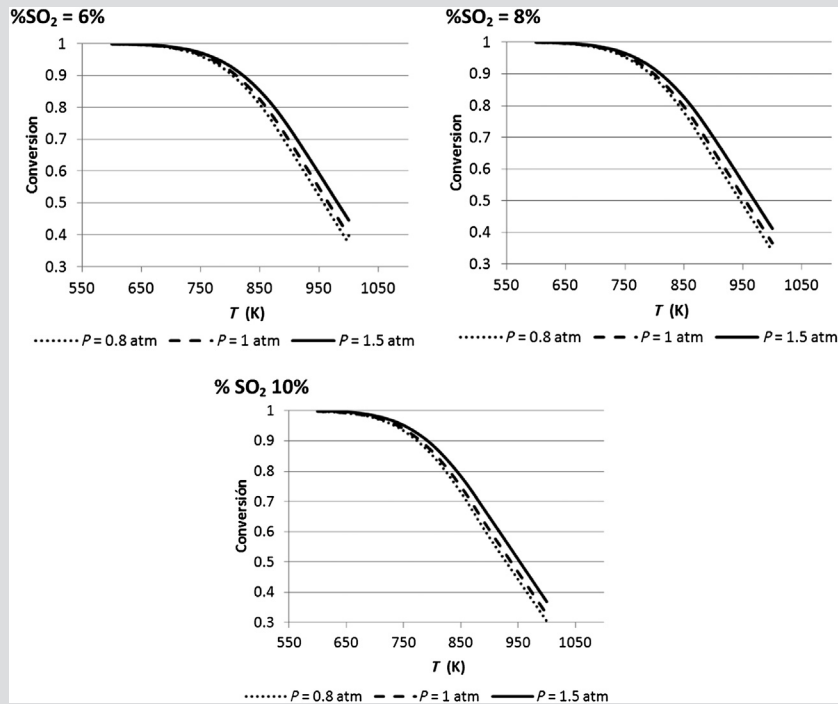 %SO₂ = 6%
1
0.9
0.8
0.7
0.6
0.5
0.4
0.3
Conversion
550 650 750 850 950 1050
T (K)
P = 0.8 atm P = 1 atm P = 1.5 atm
%SO₂ = 8%
1
0.9
0.8
0.7
0.6
0.5
0.4
0.3
Conversion
550 650 750 850 950 1050
T (K)
P = 0.8 atm P = 1 atm P = 1.5 atm
% SO₂ 10%
1
0.9
0.8
0.7
0.6
0.5
0.4
0.3
Conversión
550 650 750 850 950 1050
T (K)
P = 0.8 atm P = 1 atm P = 1.5 atm